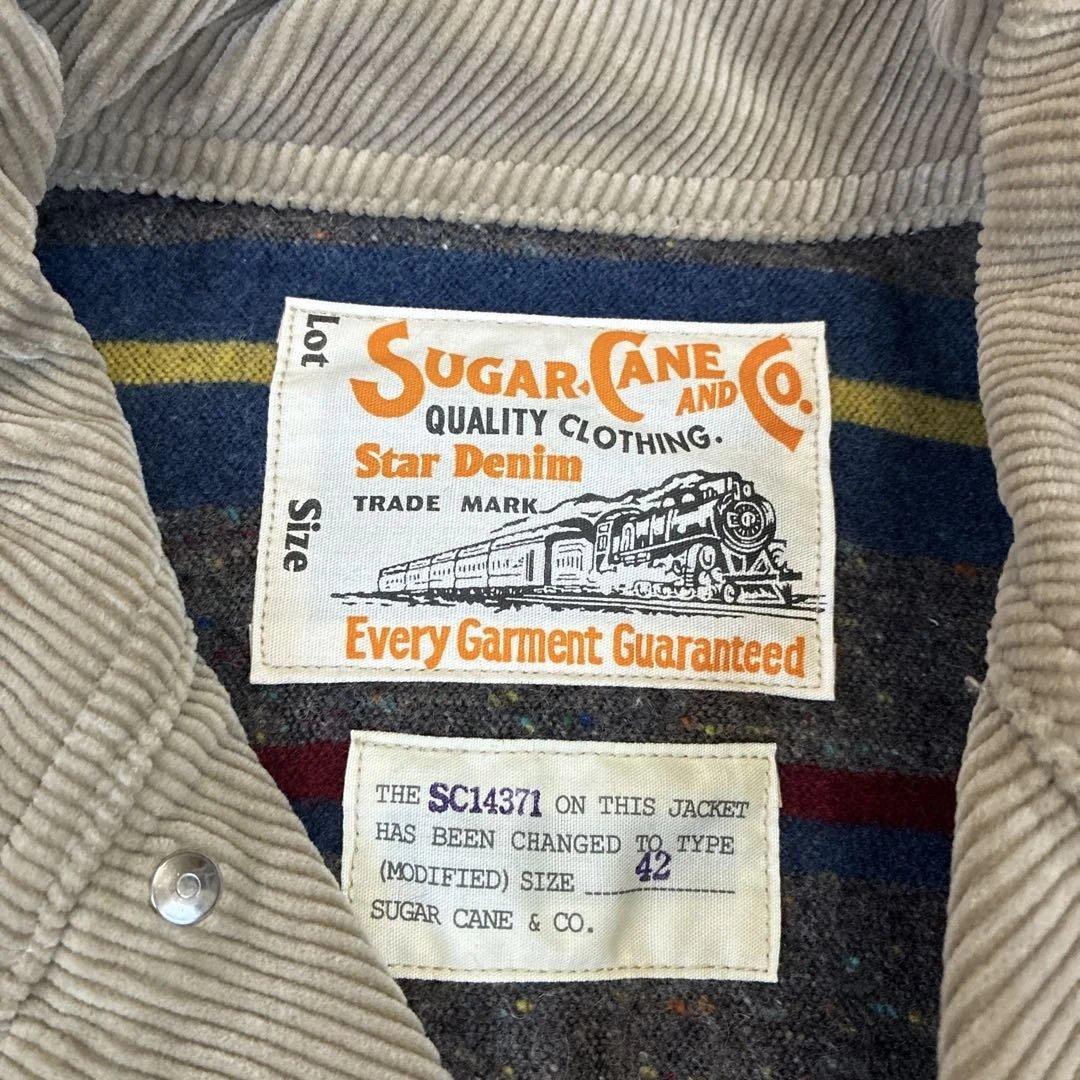 Lot
Size
SUGAR CANE AND CO.
QUALITY CLOTHING.
Star Denim
TRADE MARK
Every Garment Guaranteed
THE SC14371 ON THIS JACKET
HAS BEEN CHANGED TO TYPE
(MODIFIED) SIZE 42
SUGAR CANE & CO.